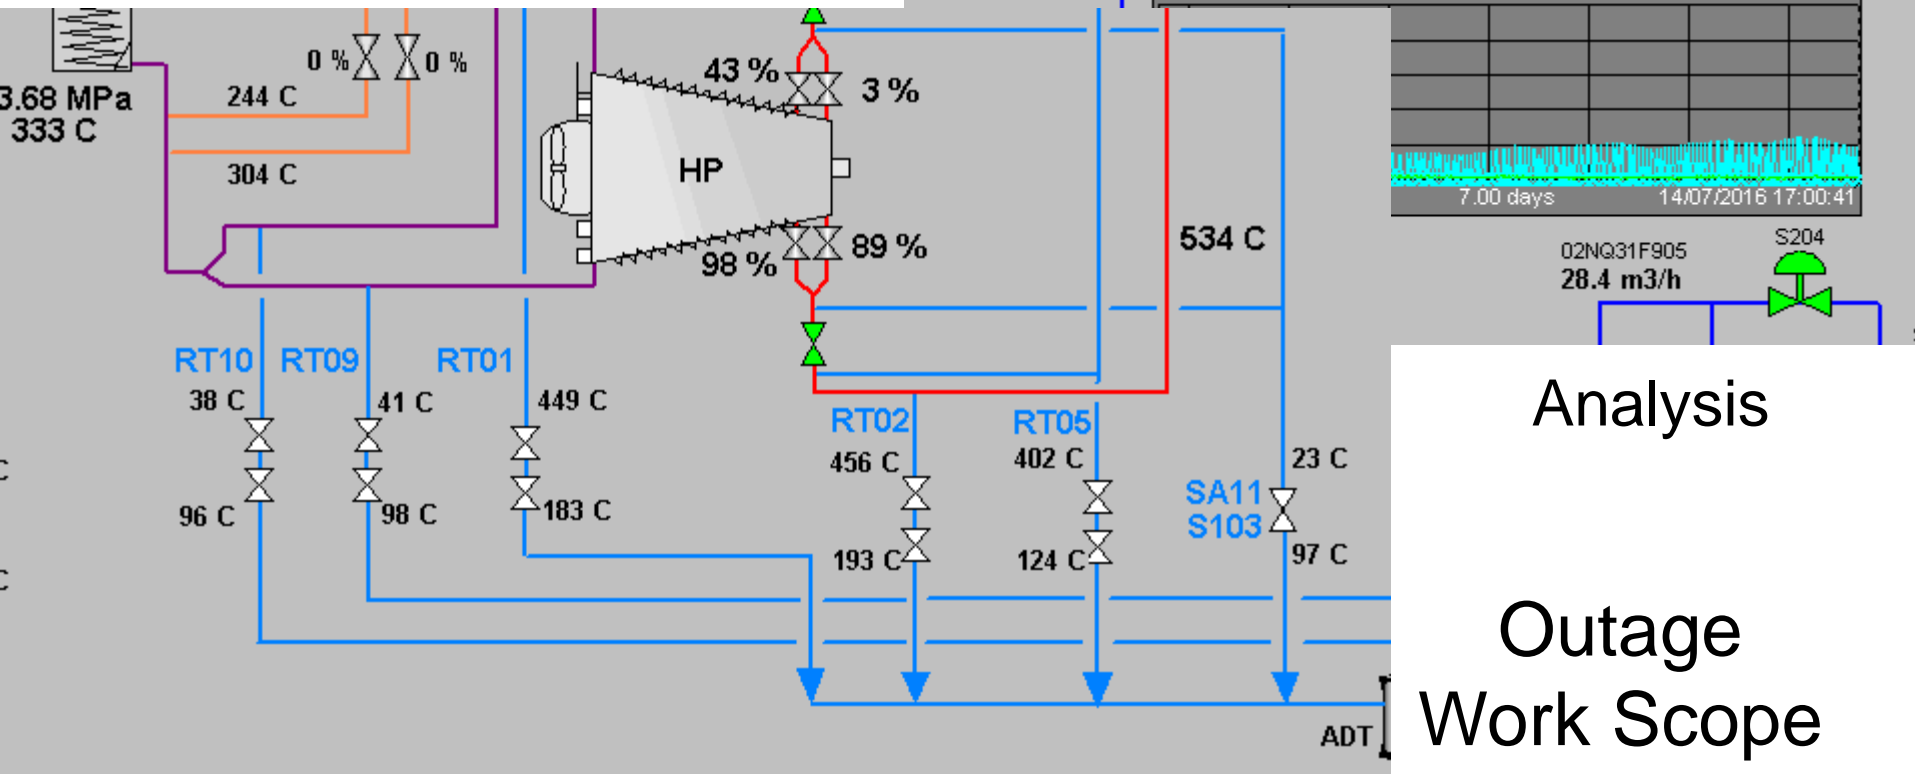 0 %
0 %
43 %
3 %
3.68 MPa
333 C
244 C
304 C
HP
7.00 days
14/07/2016 17:00:41
98 %
89 %
534 C
02NQ31F905
28.4 m3/h
S204
RT10
RT09
RT01
38 C
41 C
449 C
RT02
RT05
456 C
402 C
23 C
96 C
98 C
183 C
SA11
S103
193 C
124 C
97 C
ADT
Analysis
Outage
Work Scope